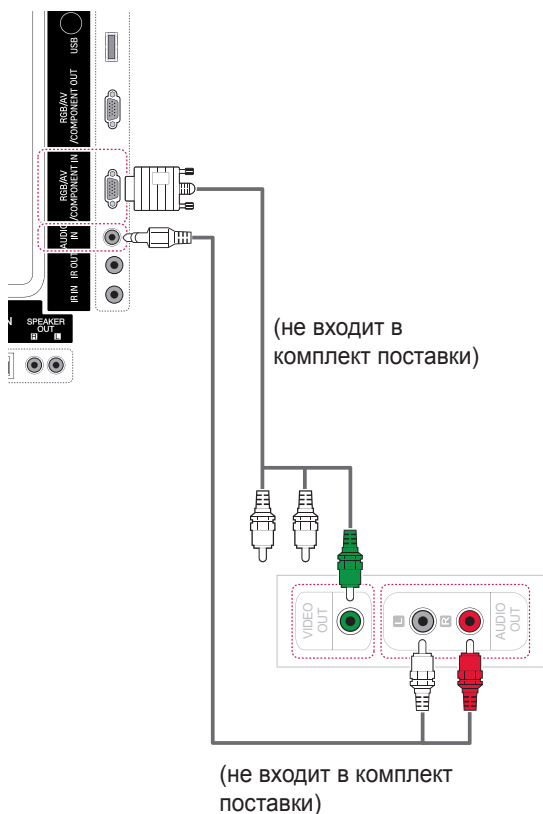 USB
RGB/AV
/COMPONENT OUT
RGB/AV
/COMPONENT IN
AUDIO
IN
IR OUT
IR IN
SPEAKER
OUT
R L
(не входит в
комплект поставки)
VIDEO
OUT
L R
AUDIO
OUT
(не входит в комплект
поставки)